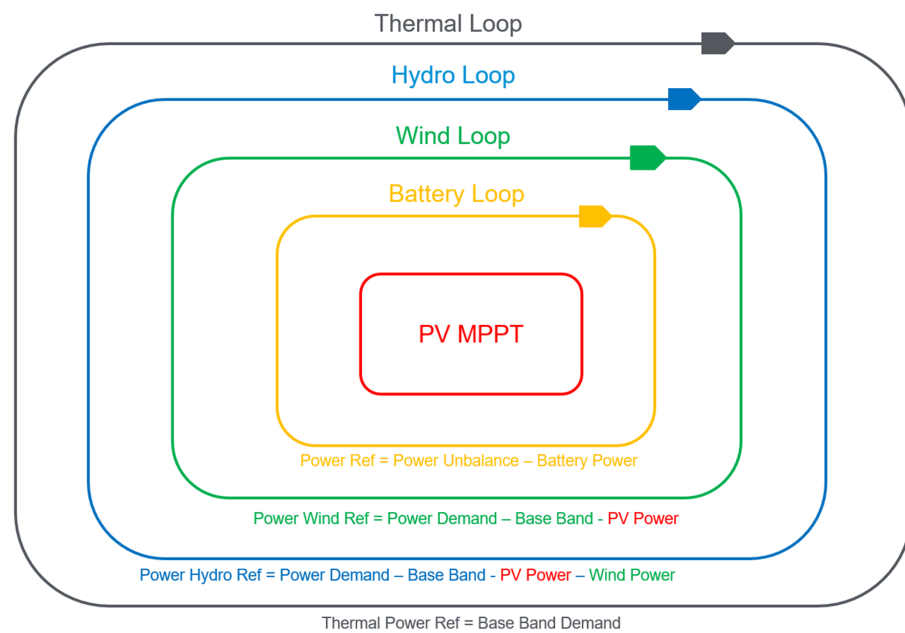 Thermal Loop
Hydro Loop
Wind Loop
Battery Loop
PV MPPT
Power Ref = Power Unbalance – Battery Power
Power Wind Ref = Power Demand – Base Band - PV Power
Power Hydro Ref = Power Demand – Base Band - PV Power – Wind Power
Thermal Power Ref = Base Band Demand